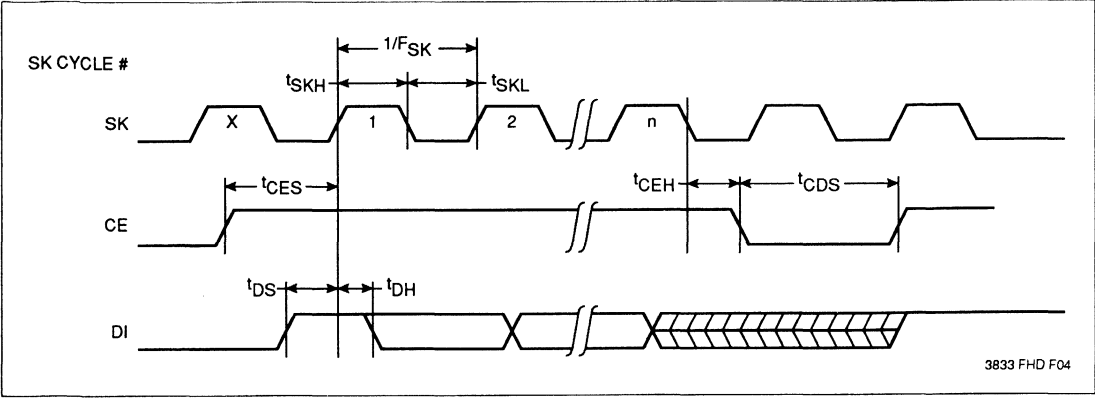 1/FSK
SK CYCLE #
tSKH
tSKL
SK
X
1
2
n
tCES
tCEH
tCDS
CE
tDS
tDH
DI
3833 FHD F04